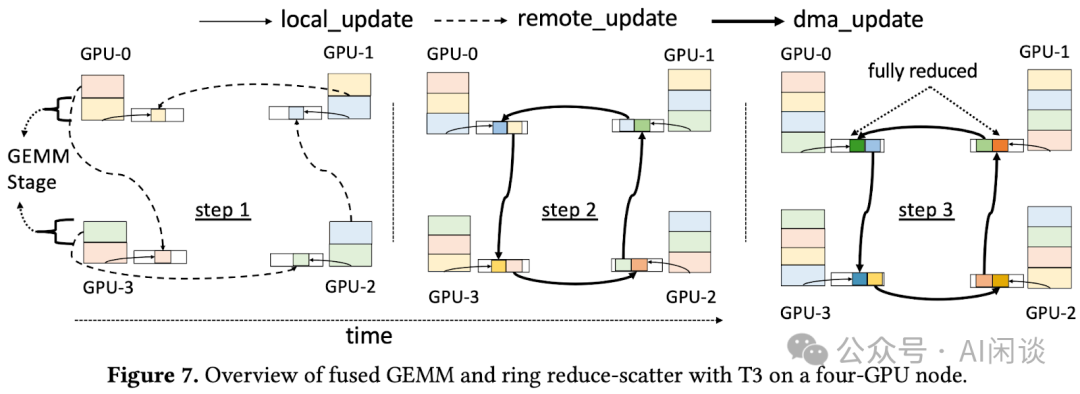 local_update
remote_update
dma_update
GPU-0
GPU-1
GPU-0
GPU-1
GPU-0
fully reduced
GPU-1
GEMM
Stage
step 1
step 2
step 3
GPU-3
GPU-2
GPU-3
GPU-2
GPU-3
GPU-2
time
公众号 · AI闲谈
Figure 7. Overview of fused GEMM and ring reduce-scatter with T3 on a four-GPU node.